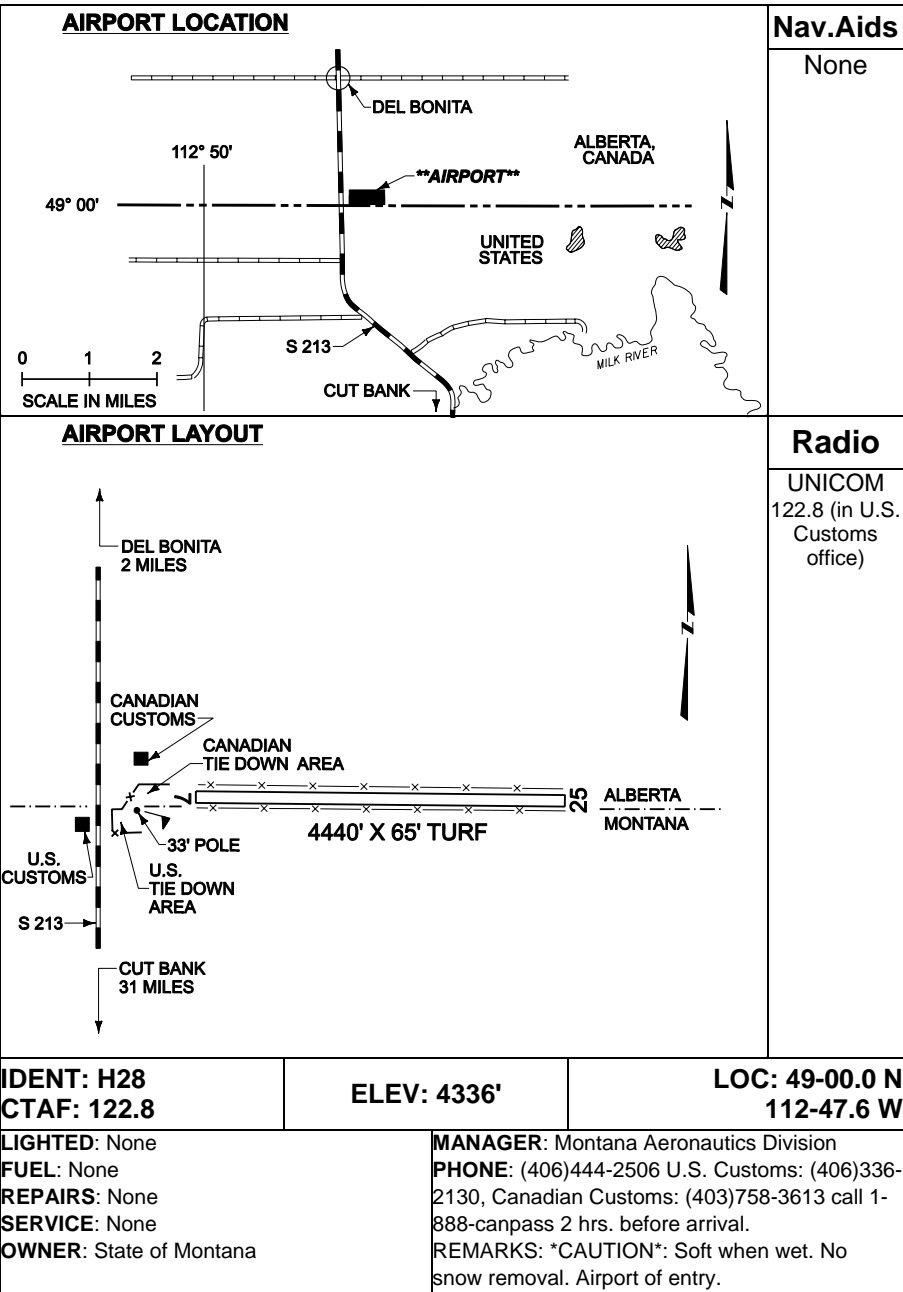 AIRPORT LOCATION
Nav.Aids
None
DEL BONITA
112° 50'
ALBERTA,
CANADA
**AIRPORT**
49° 00'
N
UNITED
STATES
S 213
MILK RIVER
0 1 2
SCALE IN MILES
CUT BANK
AIRPORT LAYOUT
Radio
UNICOM
122.8 (in U.S.
Customs
office)
DEL BONITA
2 MILES
N
CANADIAN
CUSTOMS
CANADIAN
TIE DOWN AREA
7
25
ALBERTA
MONTANA
4440' X 65' TURF
33' POLE
U.S.
CUSTOMS
U.S.
TIE DOWN
AREA
S 213
CUT BANK
31 MILES
IDENT: H28
CTAF: 122.8
ELEV: 4336'
LOC: 49-00.0 N
112-47.6 W
LIGHTED: None
FUEL: None
REPAIRS: None
SERVICE: None
OWNER: State of Montana
MANAGER: Montana Aeronautics Division
PHONE: (406)444-2506 U.S. Customs: (406)336-
2130, Canadian Customs: (403)758-3613 call 1-
888-canpass 2 hrs. before arrival.
REMARKS: *CAUTION*: Soft when wet. No
snow removal. Airport of entry.